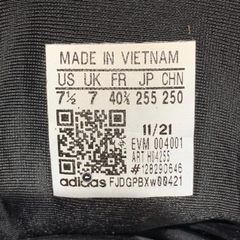 MADE IN VIETNAM
US UK FR JP CHN
7½ 7 40⅔ 255 250
11/21
EVM 004001
ART H04255
#12829D646
adidas FJDGPBXw00421